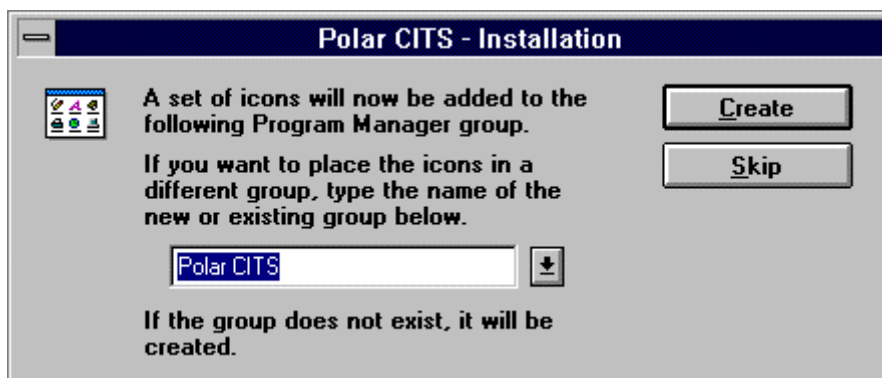 Polar CITS - Installation
A set of icons will now be added to the
following Program Manager group.
If you want to place the icons in a
different group, type the name of the
new or existing group below.
Polar CITS
If the group does not exist, it will be
created.
Create
Skip